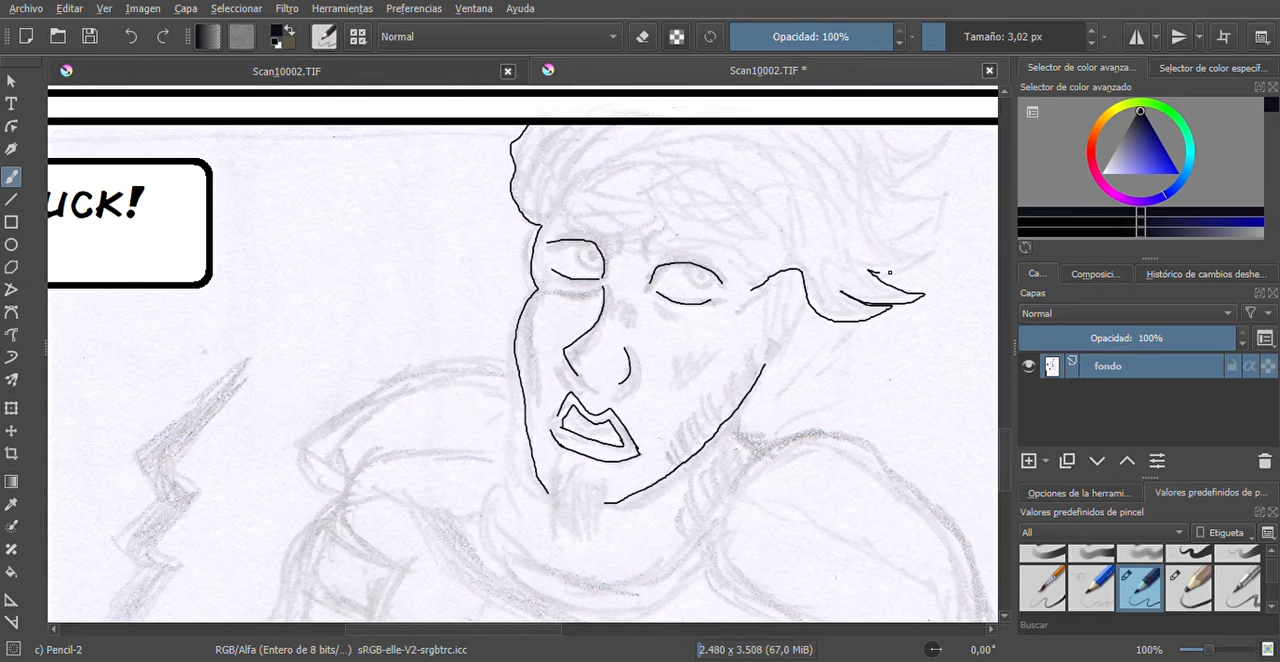 Archivo Editar Ver Imagen Capa Seleccionar Filtro Herramientas Preferencias Ventana Ayuda
Normal Opacidad: 100% Tamaño: 3,02 px
Scan10002.TIF Scan10002.TIF *
Selector de color avanza... Selector de color específ...
Selector de color avanzado
UCK!
Ca... Composici... Histórico de cambios deshe...
Capas
Normal
Opacidad: 100%
fondo
Opciones de la herrami... Valores predefinidos de p...
Valores predefinidos de pincel
All Etiqueta
Buscar
c) Pencil-2 RGB/Alfa (Entero de 8 bits/...) sRGB-elle-V2-srgbtrc.icc 2.480 x 3.508 (67,0 MiB) 0,00° 100%